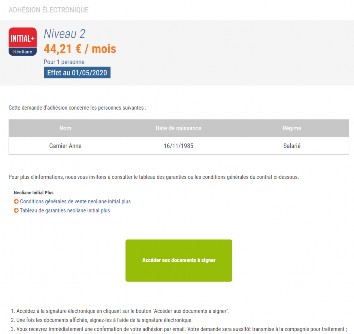 ADHÉSION ÉLECTRONIQUE
INITIAL+
Néoliane
Niveau 2
44,21 € / mois
Pour 1 personne
Effet au 01/05/2020
Cette demande d'adhésion concerne les personnes suivantes :
Nom Date de naissance Régime
Garnier Anne 16/11/1985 Salarié
Pour plus d'informations, nous vous invitons à consulter le tableau des garanties ou les conditions générales du contrat ci-dessous.
Neoliane Initial Plus
Conditions générales de vente neoliane initial plus
Tableau de garanties neoliane initial plus
Accéder aux documents à signer
1. Accédez à la signature électronique en cliquant sur le bouton "Accéder aux documents à signer".
2. Une fois les documents affichés, signez-les à l'aide de la signature électronique.
3. Vous recevrez immédiatement une confirmation de votre adhésion par email. Votre demande sera aussitôt transmise à la compagnie pour traitement ;